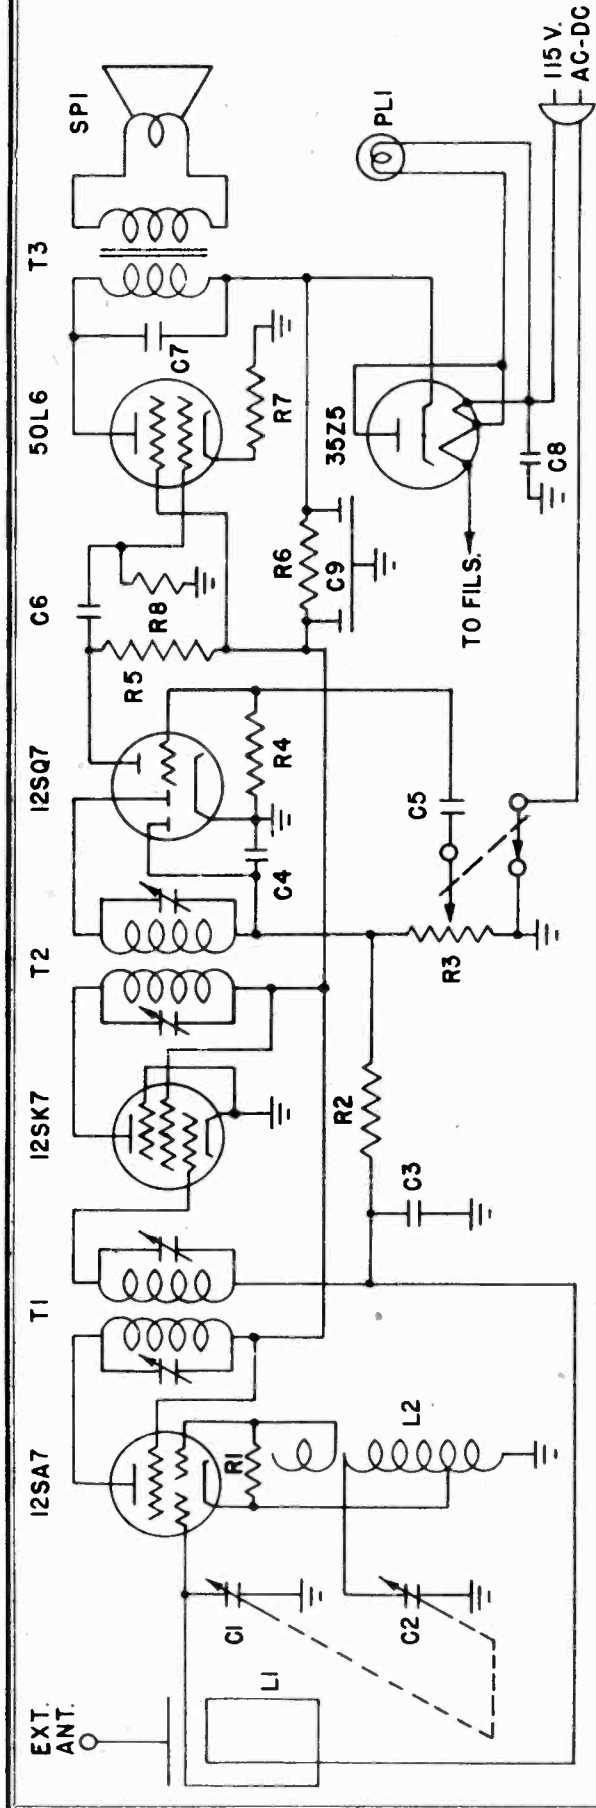 EXT.
ANT.
12SA7
T1
12SK7
T2
12SQ7
C6
50L6
T3
SP1
L1
C1
C2
R1
L2
C3
R2
R3
C4
R4
C5
R5
R8
R6
C9
C7
R7
35Z5
TO FILS.
C8
PL1
115 V.
AC-DC